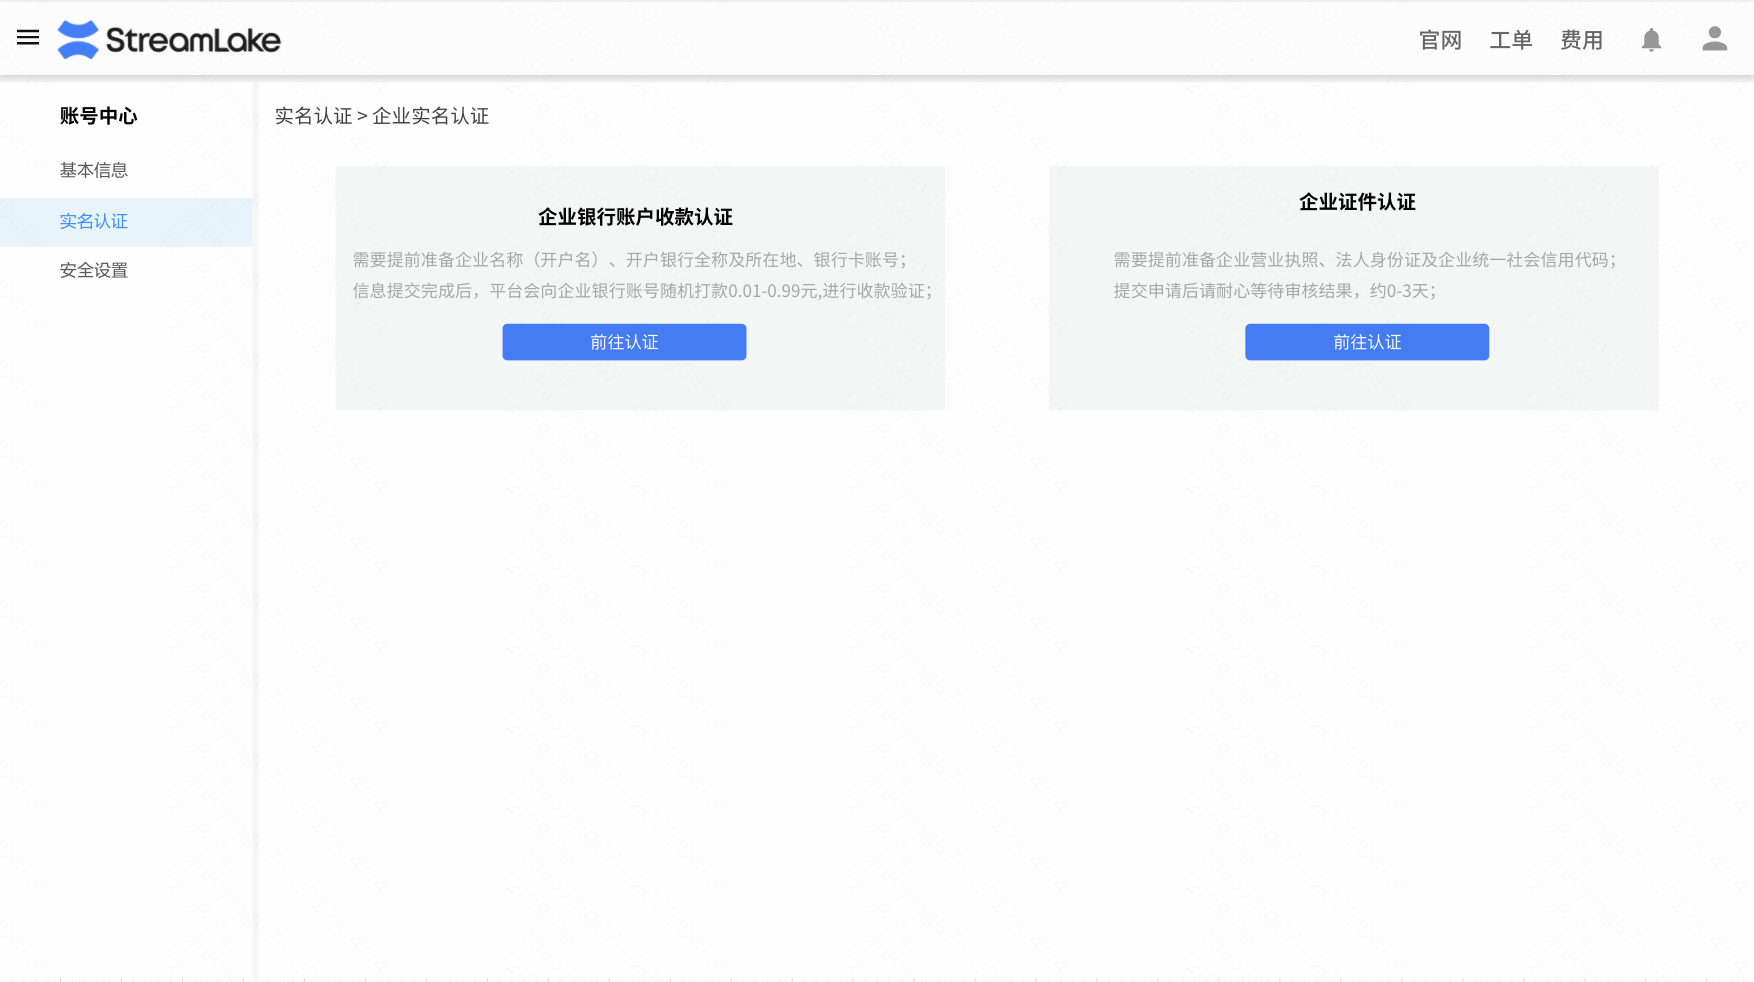 StreamLake
官网 工单 费用
账号中心
基本信息
实名认证
安全设置
实名认证 > 企业实名认证
企业银行账户收款认证
需要提前准备企业名称（开户名）、开户银行全称及所在地、银行卡账号；
信息提交完成后，平台会向企业银行账号随机打款0.01-0.99元,进行收款验证；
前往认证
企业证件认证
需要提前准备企业营业执照、法人身份证及企业统一社会信用代码；
提交申请后请耐心等待审核结果，约0-3天；
前往认证